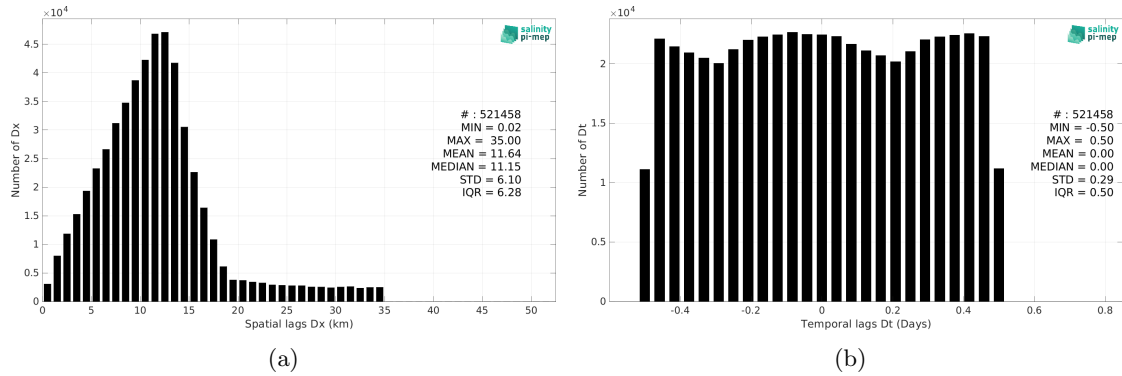 ×10⁴
salinity
pi-mep
4.5
4
3.5
3
2.5
2
1.5
1
0.5
0
Number of Dx
# : 521458
MIN = 0.02
MAX = 35.00
MEAN = 11.64
MEDIAN = 11.15
STD = 6.10
IQR = 6.28
0 5 10 15 20 25 30 35 40 45 50
Spatial lags Dx (km)
(a)
×10⁴
salinity
pi-mep
2
1.5
1
0.5
0
Number of Dt
# : 521458
MIN = -0.50
MAX = 0.50
MEAN = 0.00
MEDIAN = 0.00
STD = 0.29
IQR = 0.50
-0.4 -0.2 0 0.2 0.4 0.6 0.8
Temporal lags Dt (Days)
(b)